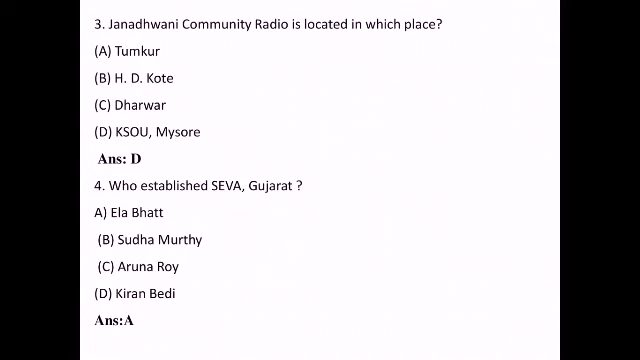 3. Janadhwani Community Radio is located in which place?
(A) Tumkur
(B) H. D. Kote
(C) Dharwar
(D) KSOU, Mysore
Ans: D
4. Who established SEVA, Gujarat ?
A) Ela Bhatt
(B) Sudha Murthy
(C) Aruna Roy
(D) Kiran Bedi
Ans:A